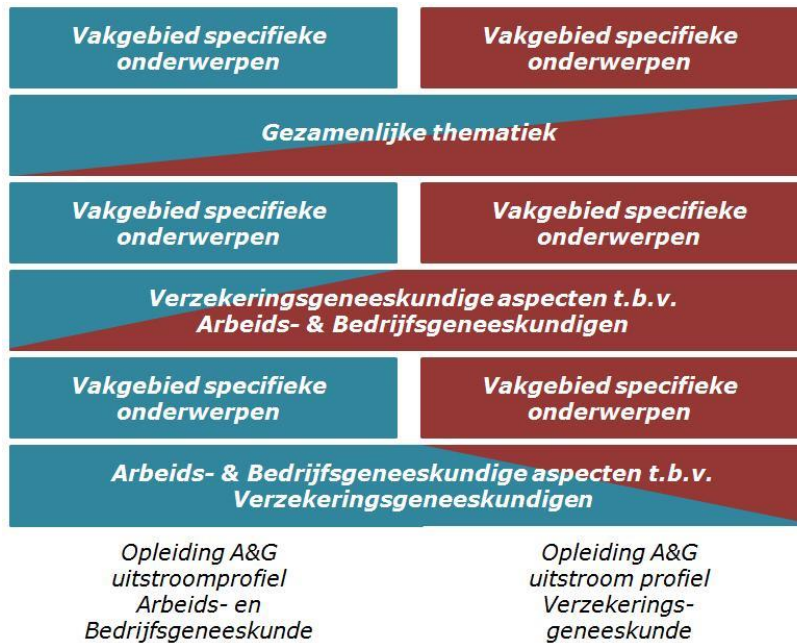 Vakgebied specifieke
onderwerpen
Vakgebied specifieke
onderwerpen
Gezamenlijke thematiek
Vakgebied specifieke
onderwerpen
Vakgebied specifieke
onderwerpen
Verzekeringsgeneeskundige aspecten t.b.v.
Arbeids- & Bedrijfsgeneeskundigen
Vakgebied specifieke
onderwerpen
Vakgebied specifieke
onderwerpen
Arbeids- & Bedrijfsgeneeskundige aspecten t.b.v.
Verzekeringsgeneeskundigen
Opleiding A&G
uitstroomprofiel
Arbeids- en
Bedrijfsgeneeskunde
Opleiding A&G
uitstroom profiel
Verzekerings-
geneeskunde